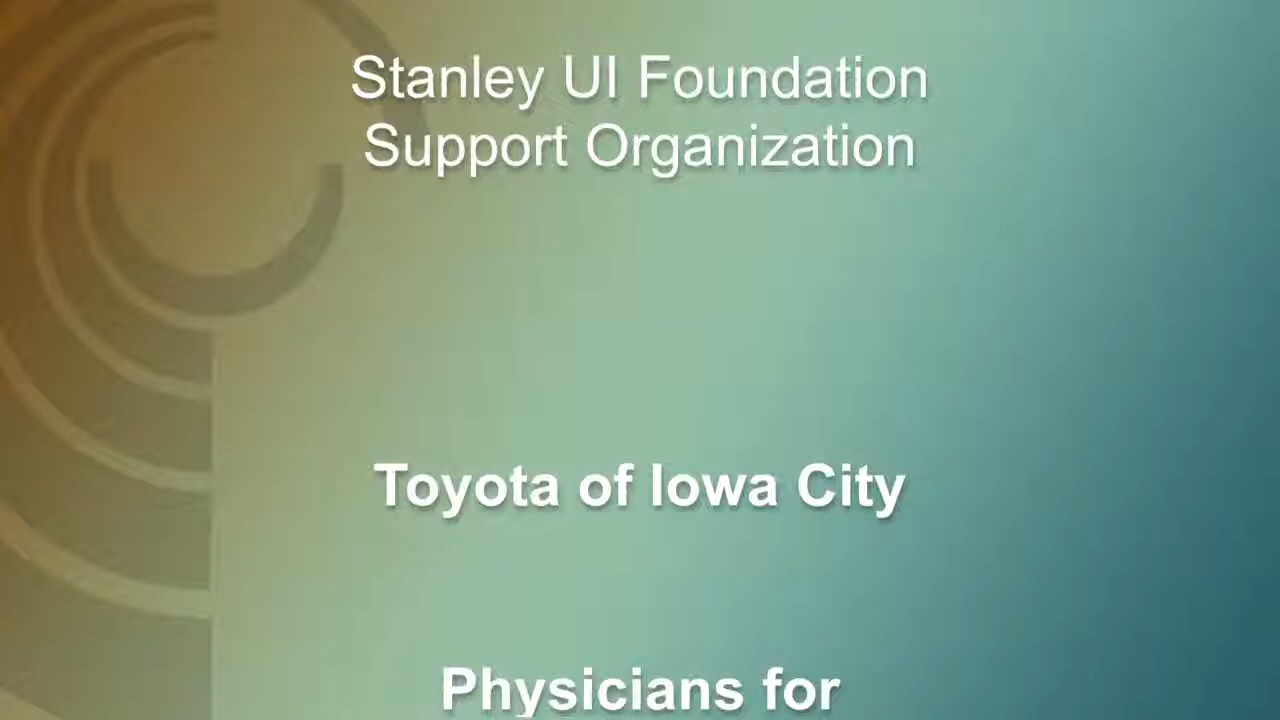 Stanley UI Foundation
Support Organization
Toyota of Iowa City
Physicians for